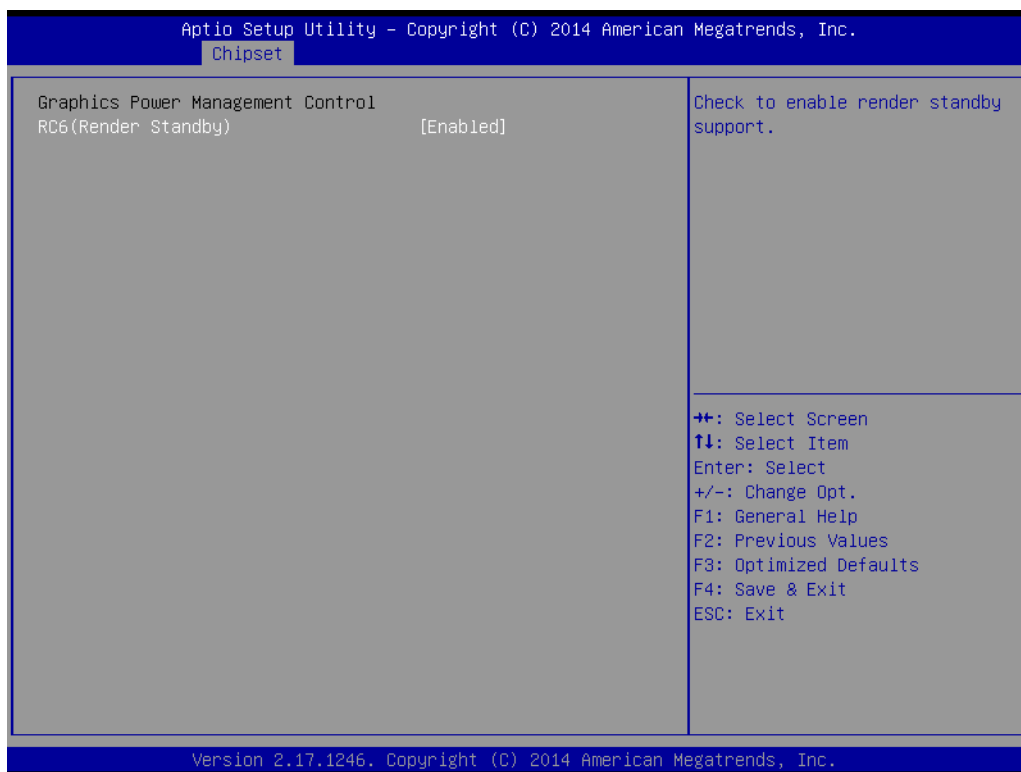 Aptio Setup Utility – Copyright (C) 2014 American Megatrends, Inc.
Chipset
Graphics Power Management Control
RC6(Render Standby) [Enabled]
Check to enable render standby
support.
→←: Select Screen
↑↓: Select Item
Enter: Select
+/-: Change Opt.
F1: General Help
F2: Previous Values
F3: Optimized Defaults
F4: Save & Exit
ESC: Exit
Version 2.17.1246. Copyright (C) 2014 American Megatrends, Inc.